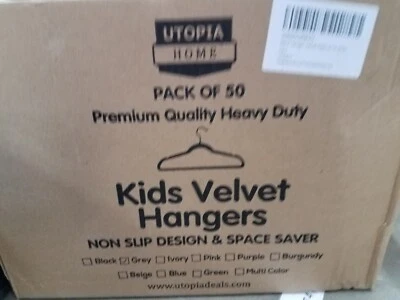 UTOPIA
HOME
PACK OF 50
Premium Quality Heavy Duty
Kids Velvet
Hangers
NON SLIP DESIGN & SPACE SAVER
Black Grey Ivory Pink Purple Burgundy
Beige Blue Green Multi Color
www.utopiadeals.com